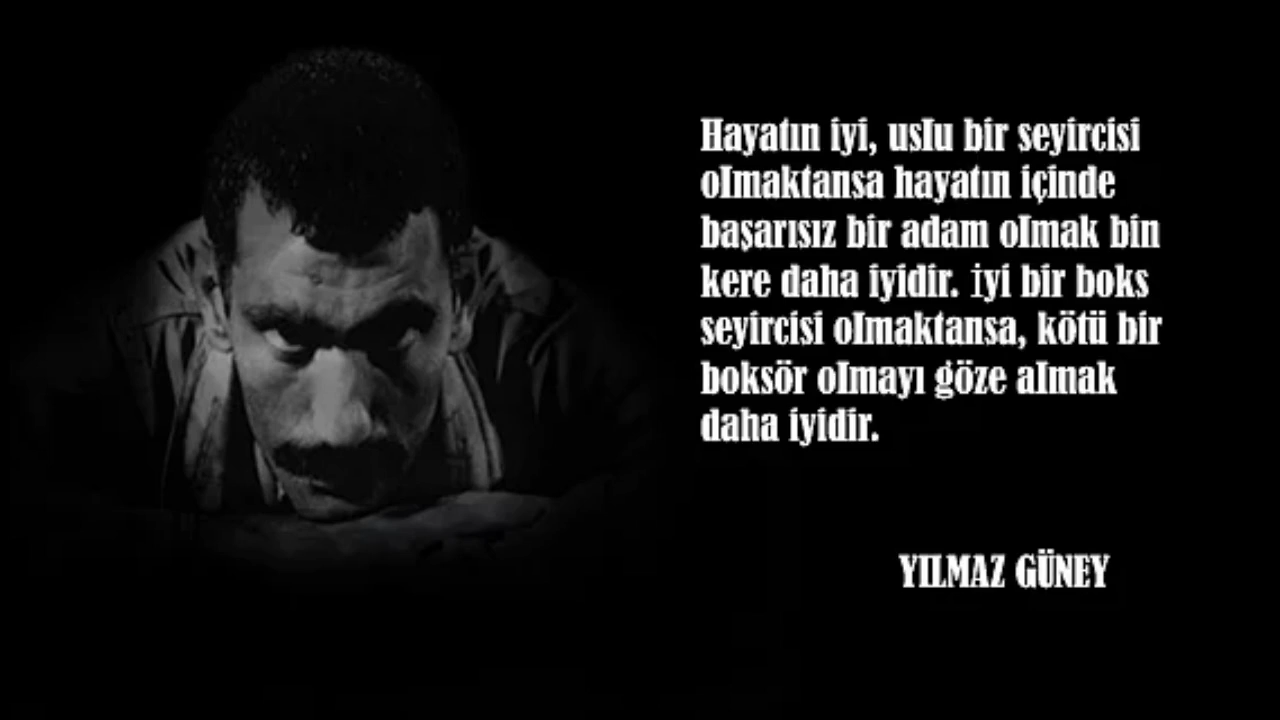 Hayatın iyi, uslu bir seyircisi
olmaktansa hayatın içinde
başarısız bir adam olmak bin
kere daha iyidir. İyi bir boks
seyircisi olmaktansa, kötü bir
boksör olmayı göze almak
daha iyidir.
YILMAZ GÜNEY